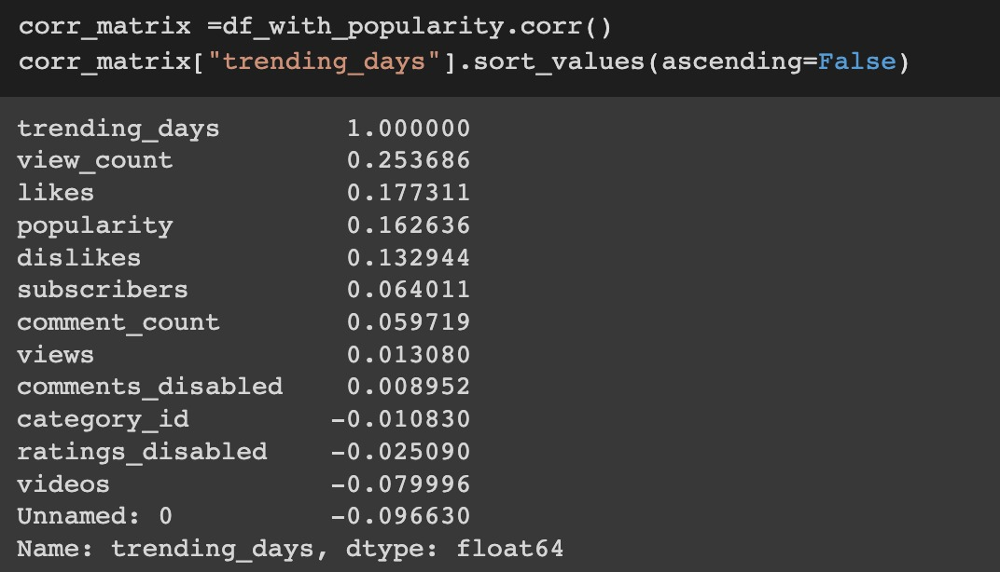 corr_matrix =df_with_popularity.corr()
corr_matrix["trending_days"].sort_values(ascending=False)
trending_days 1.000000
view_count 0.253686
likes 0.177311
popularity 0.162636
dislikes 0.132944
subscribers 0.064011
comment_count 0.059719
views 0.013080
comments_disabled 0.008952
category_id -0.010830
ratings_disabled -0.025090
videos -0.079996
Unnamed: 0 -0.096630
Name: trending_days, dtype: float64